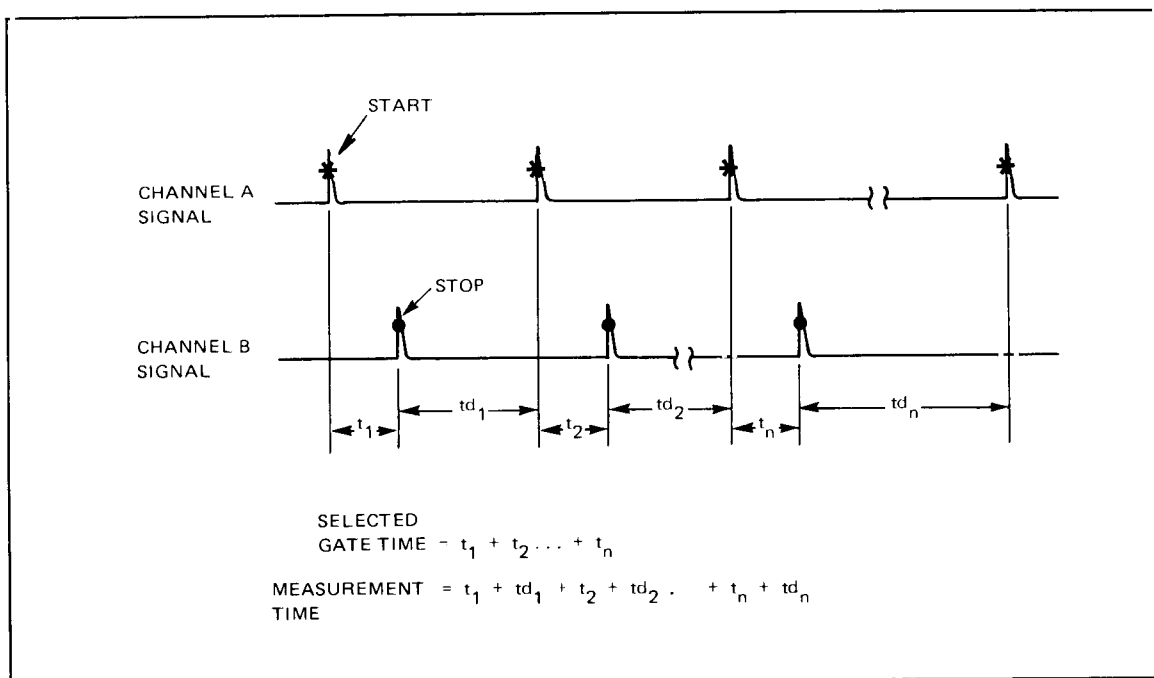 START
CHANNEL A
SIGNAL
STOP
CHANNEL B
SIGNAL
td₁ td₂ tdₙ
t₁ t₂ tₙ
SELECTED
GATE TIME – t₁ + t₂ ... + tₙ
MEASUREMENT = t₁ + td₁ + t₂ + td₂ . + tₙ + tdₙ
TIME